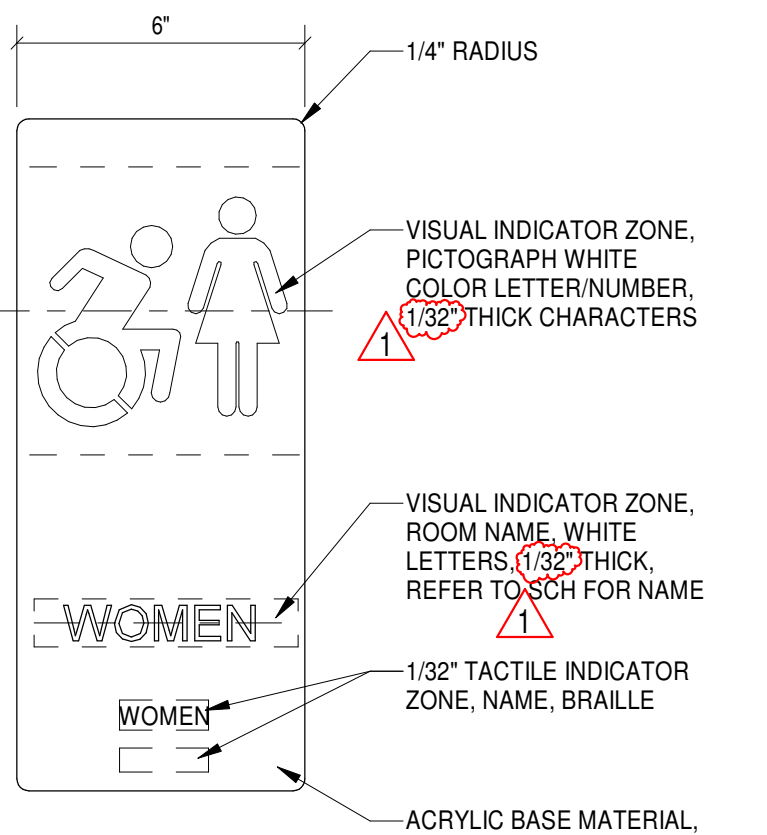 6"
1/4" RADIUS
VISUAL INDICATOR ZONE,
PICTOGRAPH WHITE
COLOR LETTER/NUMBER,
1/32" THICK CHARACTERS
1
VISUAL INDICATOR ZONE,
ROOM NAME, WHITE
LETTERS, 1/32" THICK,
REFER TO SCH FOR NAME
1
WOMEN
1/32" TACTILE INDICATOR
ZONE, NAME, BRAILLE
WOMEN
ACRYLIC BASE MATERIAL,